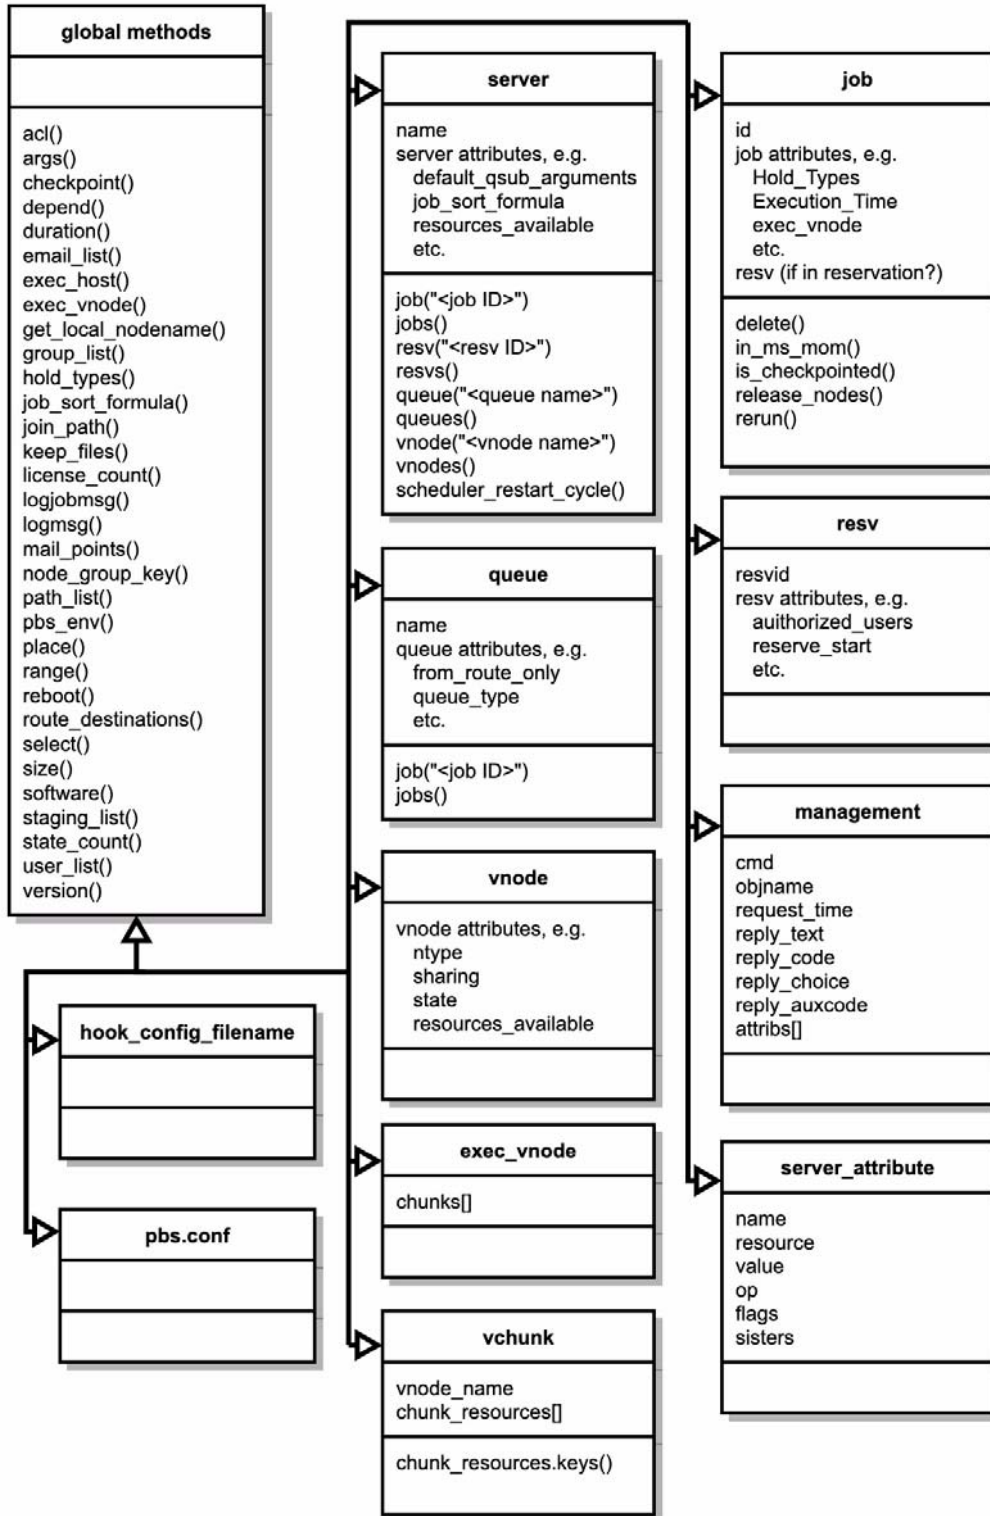 global methods
acl()
args()
checkpoint()
depend()
duration()
email_list()
exec_host()
exec_vnode()
get_local_nodename()
group_list()
hold_types()
job_sort_formula()
join_path()
keep_files()
license_count()
logjobmsg()
logmsg()
mail_points()
node_group_key()
path_list()
pbs_env()
place()
range()
reboot()
route_destinations()
select()
size()
software()
staging_list()
state_count()
user_list()
version()
hook_config_filename
pbs.conf
server
name
server attributes, e.g.
default_qsub_arguments
job_sort_formula
resources_available
etc.
job("<job ID>")
jobs()
resv("<resv ID>")
resvs()
queue("<queue name>")
queues()
vnode("<vnode name>")
vnodes()
scheduler_restart_cycle()
queue
name
queue attributes, e.g.
from_route_only
queue_type
etc.
job("<job ID>")
jobs()
vnode
vnode attributes, e.g.
ntype
sharing
state
resources_available
exec_vnode
chunks[]
vchunk
vnode_name
chunk_resources[]
chunk_resources.keys()
job
id
job attributes, e.g.
Hold_Types
Execution_Time
exec_vnode
etc.
resv (if in reservation?)
delete()
in_ms_mom()
is_checkpointed()
release_nodes()
rerun()
resv
resvid
resv attributes, e.g.
auithorized_users
reserve_start
etc.
management
cmd
objname
request_time
reply_text
reply_code
reply_choice
reply_auxcode
attribs[]
server_attribute
name
resource
value
op
flags
sisters